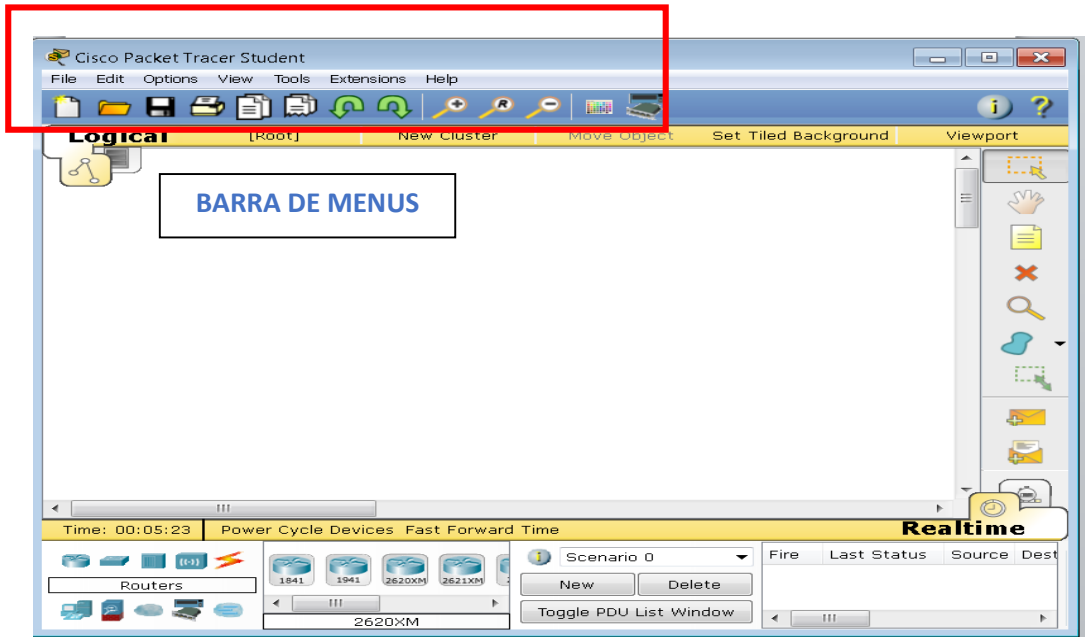 Cisco Packet Tracer Student
File Edit Options View Tools Extensions Help
Logical [Root] New Cluster Move Object Set Tiled Background Viewport
BARRA DE MENUS
Time: 00:05:23 Power Cycle Devices Fast Forward Time Realtime
Scenario 0 Fire Last Status Source Dest
1841 1941 2620XM 2621XM
Routers New Delete
Toggle PDU List Window
2620XM